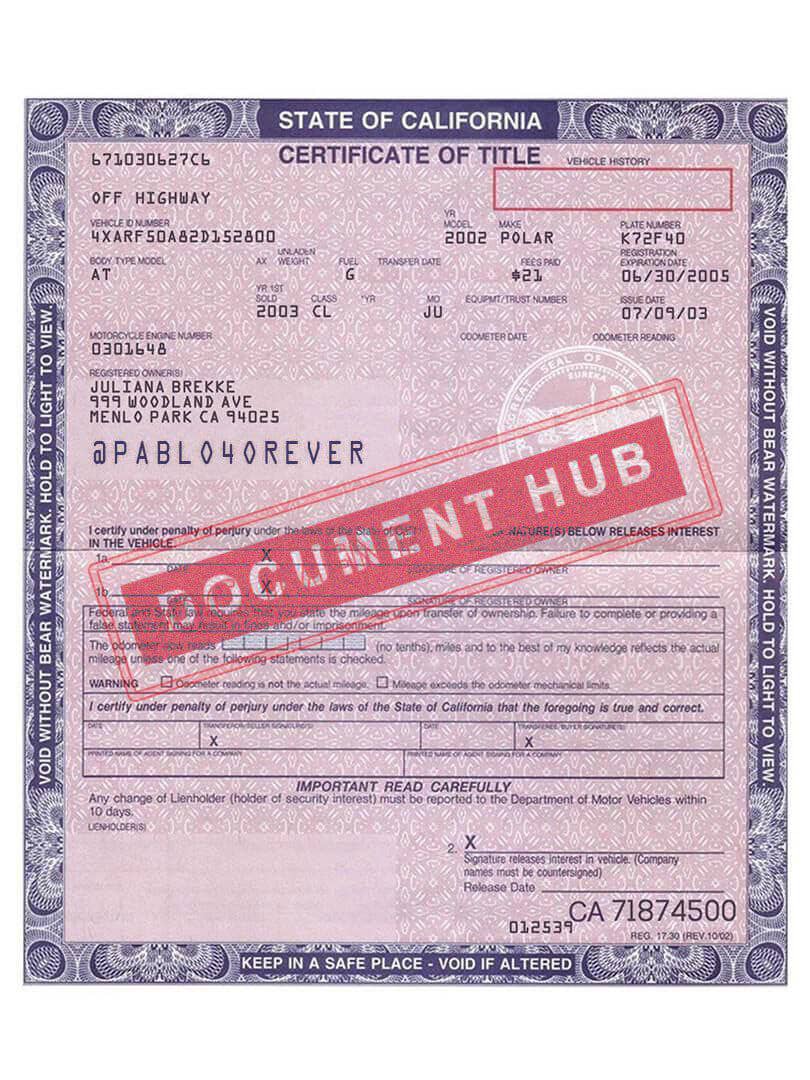 STATE OF CALIFORNIA
CERTIFICATE OF TITLE
671030627C6
VEHICLE HISTORY
OFF HIGHWAY
VEHICLE ID NUMBER
YR MODEL
MAKE
PLATE NUMBER
4XARF50A82D152800
2002 POLAR
K72F40
BODY TYPE MODEL
AX
UNLADEN WEIGHT
FUEL
TRANSFER DATE
FEES PAID
REGISTRATION EXPIRATION DATE
AT
G
$21
06/30/2005
YR 1ST SOLD
CLASS
*YR
MO
EQUIPMT/TRUST NUMBER
ISSUE DATE
2003 CL
JU
07/09/03
MOTORCYCLE ENGINE NUMBER
ODOMETER DATE
ODOMETER READING
0301648
REGISTERED OWNER(S)
JULIANA BREKKE
999 WOODLAND AVE
MENLO PARK CA 94025
@PABLO4OREVER
GREAT SEAL OF THE
EUREKA
DOCUMENT HUB
I certify under penalty of perjury under the laws of the State of
SIGNATURE(S) BELOW RELEASES INTEREST
IN THE VEHICLE.
1a.
X
DATE
SIGNATURE OF REGISTERED OWNER
1b.
X
DATE
SIGNATURE OF REGISTERED OWNER
Federal and State law requires that you state the mileage upon transfer of ownership. Failure to complete or providing a
false statement may result in fines and/or imprisonment.
The odometer now reads (no tenths), miles and to the best of my knowledge reflects the actual
mileage unless one of the following statements is checked.
WARNING Odometer reading is not the actual mileage. Mileage exceeds the odometer mechanical limits.
I certify under penalty of perjury under the laws of the State of California that the foregoing is true and correct.
DATE
TRANSFEROR/SELLER SIGNATURE(S)
DATE
TRANSFEREE/BUYER SIGNATURE(S)
X
X
PRINTED NAME OF AGENT SIGNING FOR A COMPANY
PRINTED NAME OF AGENT SIGNING FOR A COMPANY
IMPORTANT READ CAREFULLY
Any change of Lienholder (holder of security interest) must be reported to the Department of Motor Vehicles within
10 days.
LIENHOLDER(S)
2. X
Signature releases interest in vehicle. (Company
names must be countersigned)
Release Date
012539
CA 71874500
REG. 17.30 (REV.10/02)
KEEP IN A SAFE PLACE - VOID IF ALTERED
VOID WITHOUT BEAR WATERMARK. HOLD TO LIGHT TO VIEW.
VOID WITHOUT BEAR WATERMARK. HOLD TO LIGHT TO VIEW